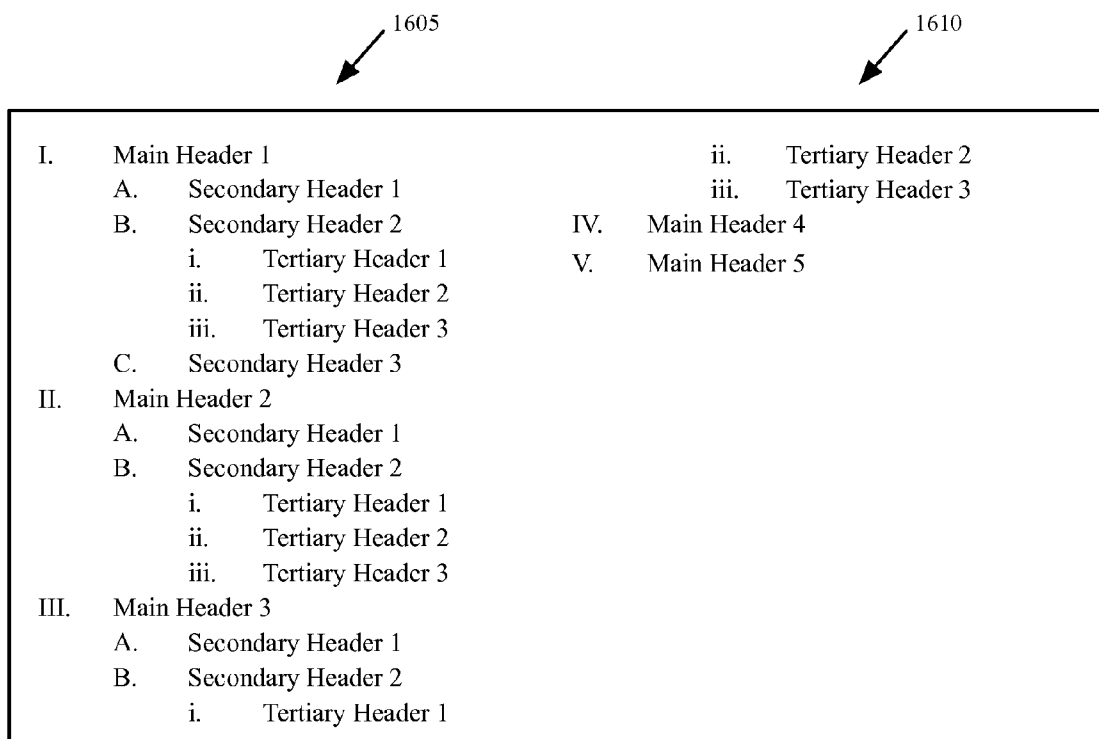 1605
1610
I. Main Header 1
A. Secondary Header 1
B. Secondary Header 2
i. Tertiary Header 1
ii. Tertiary Header 2
iii. Tertiary Header 3
C. Secondary Header 3
II. Main Header 2
A. Secondary Header 1
B. Secondary Header 2
i. Tertiary Header 1
ii. Tertiary Header 2
iii. Tertiary Header 3
III. Main Header 3
A. Secondary Header 1
B. Secondary Header 2
i. Tertiary Header 1
ii. Tertiary Header 2
iii. Tertiary Header 3
IV. Main Header 4
V. Main Header 5